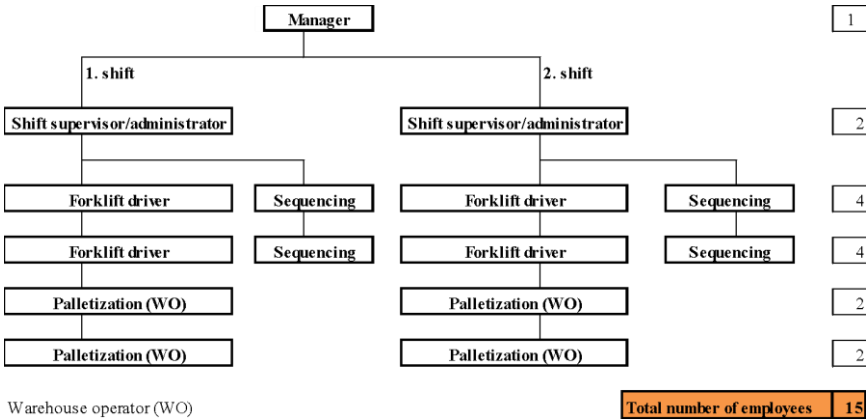 Manager 1
1. shift 2. shift
Shift supervisor/administrator Shift supervisor/administrator 2
Forklift driver Sequencing Forklift driver Sequencing 4
Forklift driver Sequencing Forklift driver Sequencing 4
Palletization (WO) Palletization (WO) 2
Palletization (WO) Palletization (WO) 2
Warehouse operator (WO) Total number of employees 15